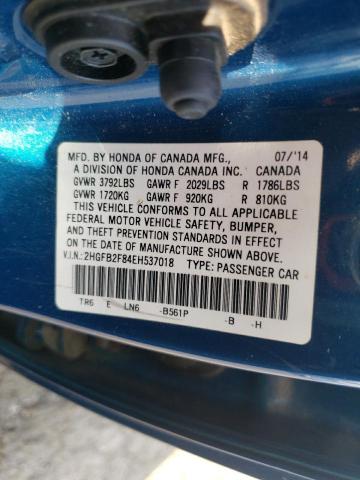 MFD. BY HONDA OF CANADA MFG., 07/'14
A DIVISION OF HONDA CANADA INC. CANADA
GVWR 3792LBS GAWR F 2029LBS R 1786LBS
GVWR 1720KG GAWR F 920KG R 810KG
THIS VEHICLE CONFORMS TO ALL APPLICABLE
FEDERAL MOTOR VEHICLE SAFETY, BUMPER,
AND THEFT PREVENTION STANDARDS IN EFFECT ON
THE DATE OF MANUFACTURE SHOWN ABOVE.
V.I.N.: 2HGFB2F84EH537018 TYPE: PASSENGER CAR
TR6 E LN6 -B561P -B -H